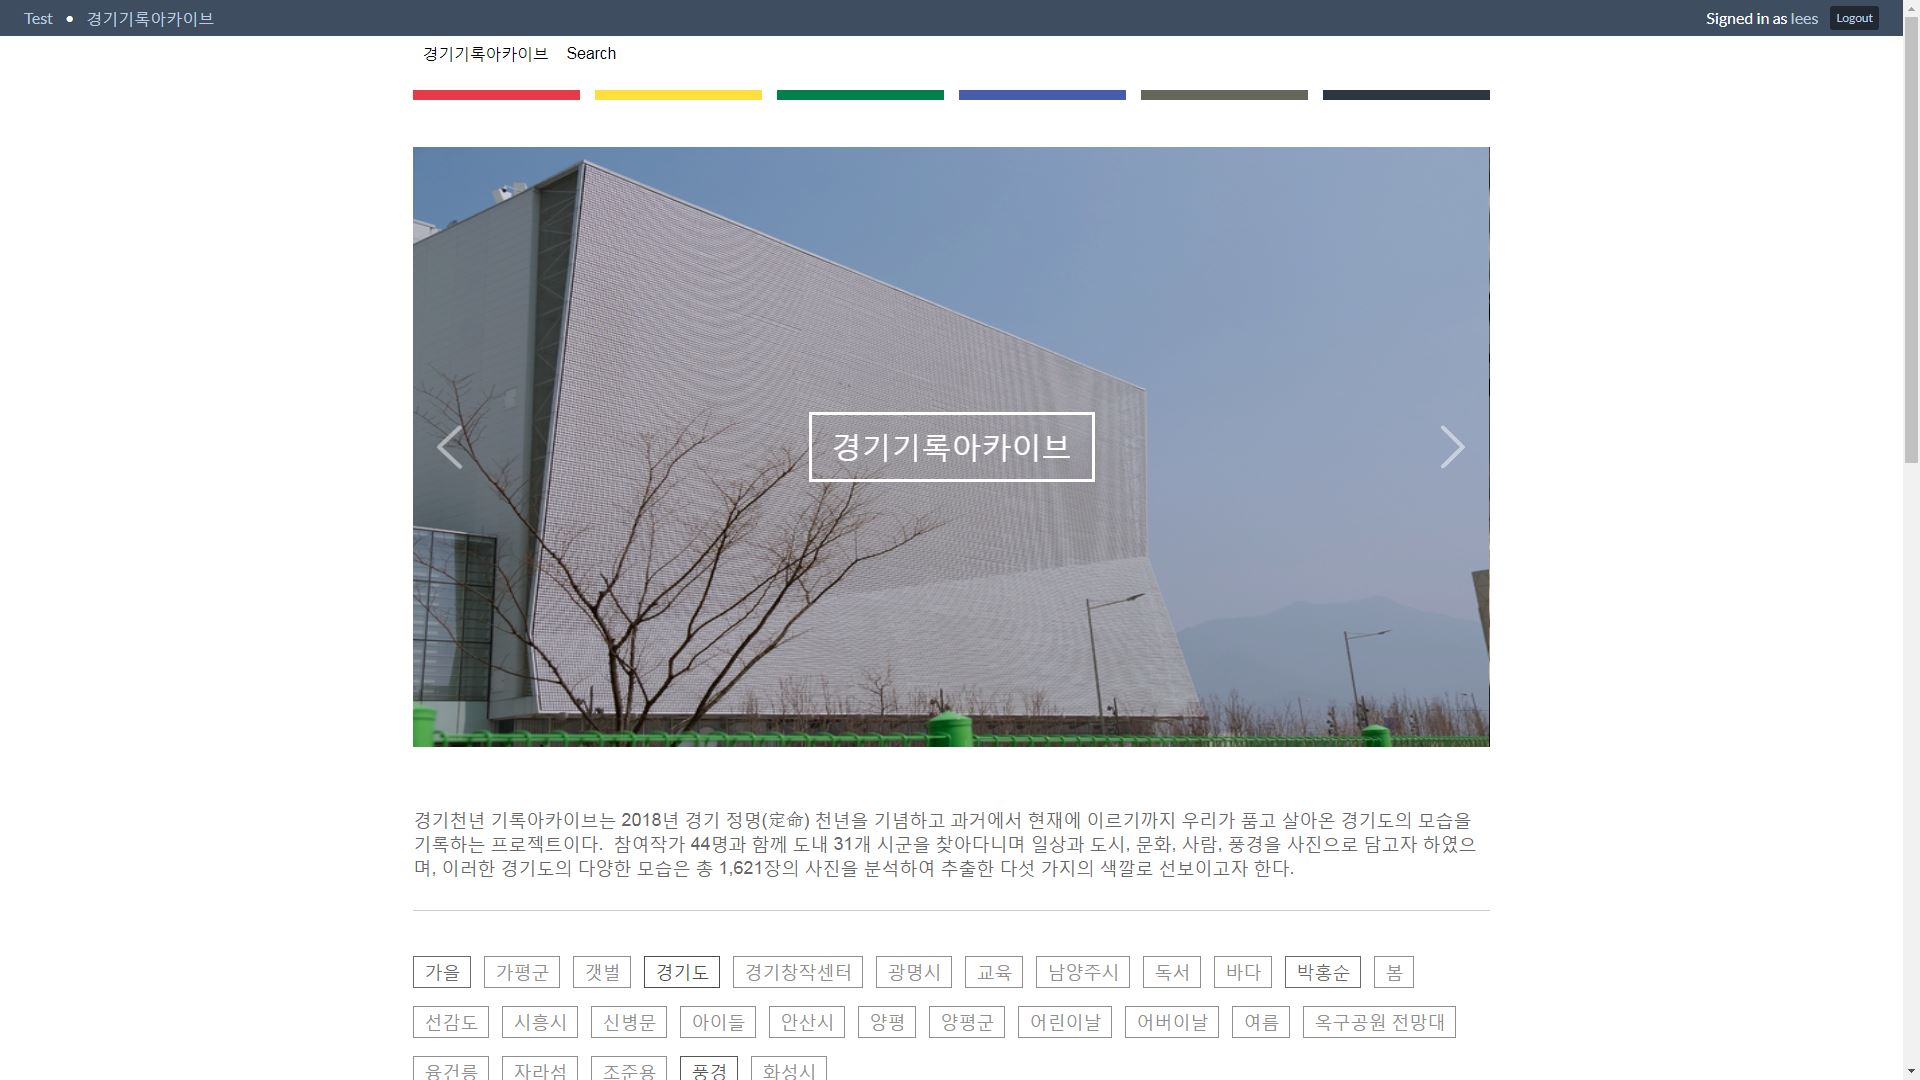 Test • 경기기록아카이브 Signed in as lees Logout
경기기록아카이브 Search
경기기록아카이브
경기천년 기록아카이브는 2018년 경기 정명(定命) 천년을 기념하고 과거에서 현재에 이르기까지 우리가 품고 살아온 경기도의 모습을
기록하는 프로젝트이다. 참여작가 44명과 함께 도내 31개 시군을 찾아다니며 일상과 도시, 문화, 사람, 풍경을 사진으로 담고자 하였으
며, 이러한 경기도의 다양한 모습은 총 1,621장의 사진을 분석하여 추출한 다섯 가지의 색깔로 선보이고자 한다.
가을 가평군 갯벌 경기도 경기창작센터 광명시 교육 남양주시 독서 바다 박홍순 봄
선감도 시흥시 신병문 아이들 안산시 양평 양평군 어린이날 어버이날 여름 옥구공원 전망대
융건릉 자라섬 조준용 풍경 화성시